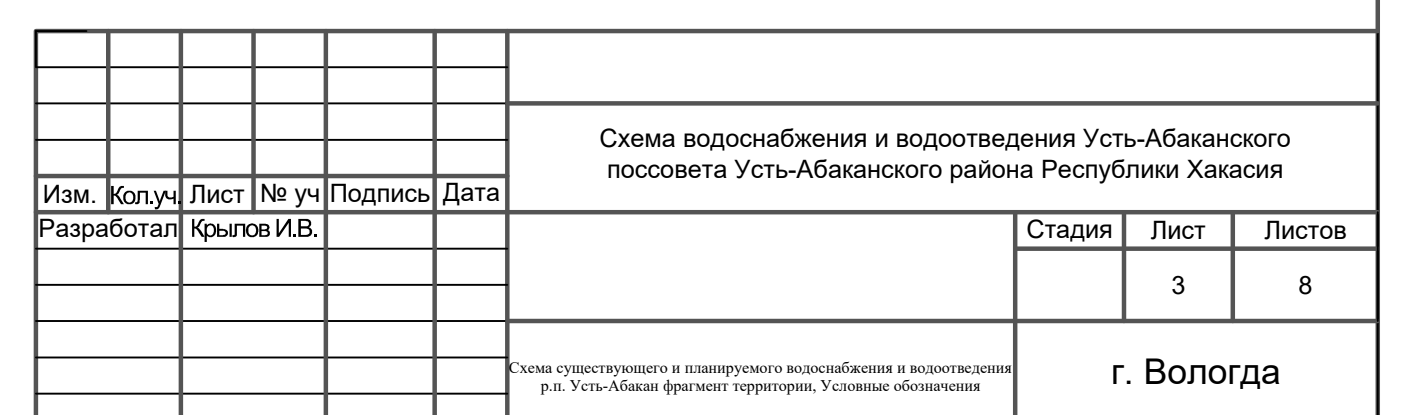 Схема водоснабжения и водоотведения Усть-Абаканского
поссовета Усть-Абаканского района Республики Хакасия
Изм. Кол.уч. Лист № уч Подпись Дата
Разработал Крылов И.В.
Стадия Лист Листов
3 8
Схема существующего и планируемого водоснабжения и водоотведения
р.п. Усть-Абакан фрагмент территории, Условные обозначения
г. Вологда